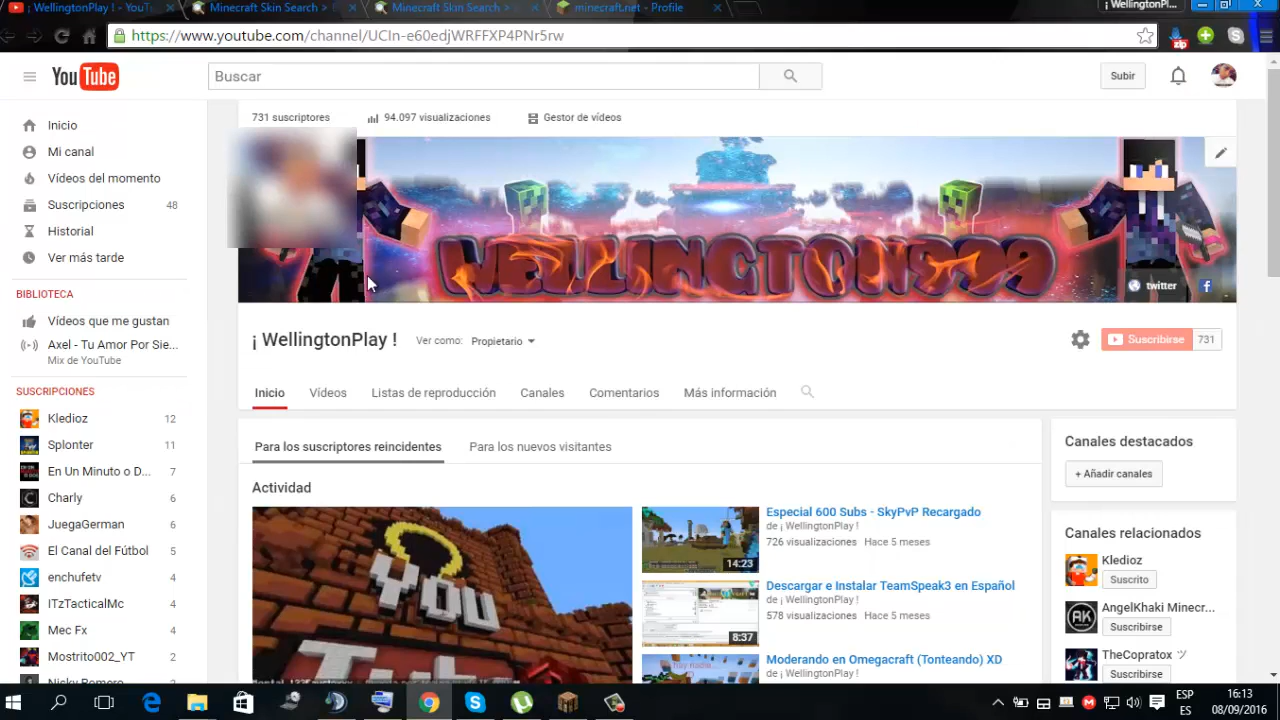 ¡ WellingtonPlay ! - YouT
Minecraft Skin Search >
Minecraft Skin Search >
minecraft.net - Profile
¡ WellingtonPl...
https://www.youtube.com/channel/UCIn-e60edjWRFFXP4PNr5rw
zip
YouTube
Buscar
Subir
731 suscriptores
94.097 visualizaciones
Gestor de vídeos
Inicio
Mi canal
Vídeos del momento
Suscripciones 48
Historial
Ver más tarde
BIBLIOTECA
Vídeos que me gustan
Axel - Tu Amor Por Sie...
Mix de YouTube
SUSCRIPCIONES
Kledioz 12
Splonter 11
En Un Minuto o D... 7
Charly 6
JuegaGerman 6
El Canal del Fútbol 5
enchufetv 4
ITzTacticalMc 4
Mec Fx 4
Mostrito002_YT 2
Nicky Romero 2
WELLINGTON999
twitter
¡ WellingtonPlay !
Ver como: Propietario
Suscribirse 731
Inicio
Vídeos
Listas de reproducción
Canales
Comentarios
Más información
Para los suscriptores reincidentes
Para los nuevos visitantes
Actividad
Especial 600 Subs - SkyPvP Recargado
de ¡ WellingtonPlay !
726 visualizaciones Hace 5 meses
14:23
Descargar e Instalar TeamSpeak3 en Español
de ¡ WellingtonPlay !
578 visualizaciones Hace 5 meses
8:37
Moderando en Omegacraft (Tonteando) XD
de ¡ WellingtonPlay !
Canales destacados
+ Añadir canales
Canales relacionados
Kledioz
Suscrito
AngelKhaki Minecr...
Suscribirse
TheCopratox ツ
Suscribirse
ESP
ES
16:13
08/09/2016